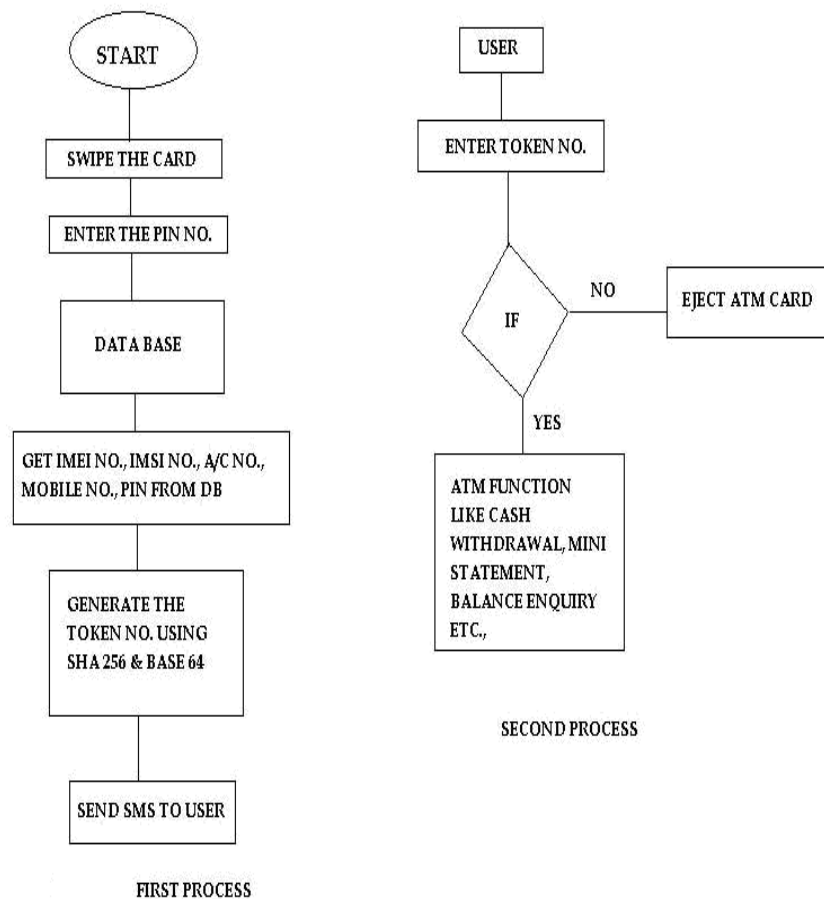 START
SWIPE THE CARD
ENTER THE PIN NO.
DATA BASE
GET IMEI NO., IMSI NO., A/C NO.,
MOBILE NO., PIN FROM DB
GENERATE THE
TOKEN NO. USING
SHA 256 & BASE 64
SEND SMS TO USER
FIRST PROCESS
USER
ENTER TOKEN NO.
IF
NO
EJECT ATM CARD
YES
ATM FUNCTION
LIKE CASH
WITHDRAWAL, MINI
STATEMENT,
BALANCE ENQUIRY
ETC.,
SECOND PROCESS